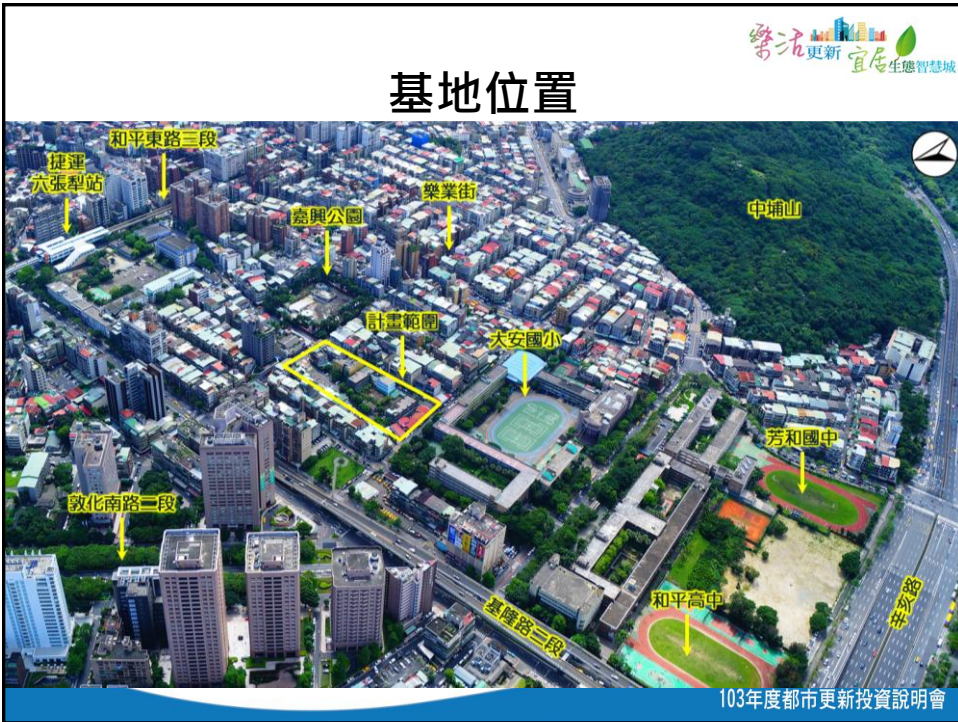 樂活更新 宜居生態智慧城
基地位置
和平東路三段
捷運
六張犁站
樂業街
嘉興公園
中埔山
計畫範圍
大安國小
芳和國中
敦化南路二段
和平高中
基隆路二段
辛亥路
103年度都市更新投資說明會